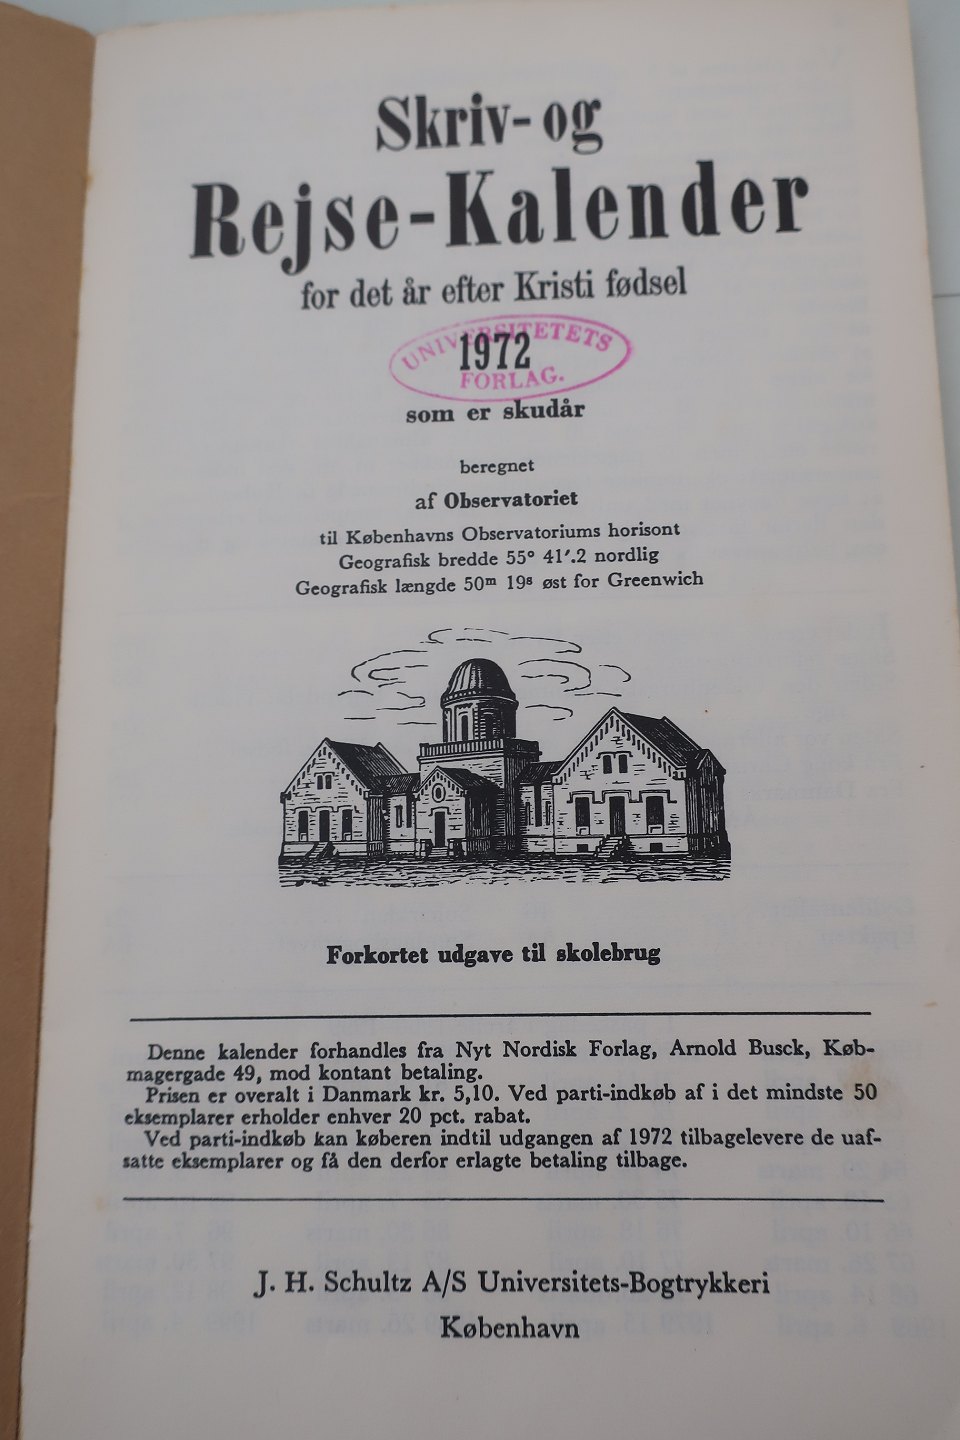 Skriv- og
Rejse-Kalender
for det år efter Kristi fødsel
UNIVERSITETETS
1972
FORLAG.
som er skudår
beregnet
af Observatoriet
til Københavns Observatoriums horisont
Geografisk bredde 55° 41′.2 nordlig
Geografisk længde 50ᵐ 19ˢ øst for Greenwich
Forkortet udgave til skolebrug
Denne kalender forhandles fra Nyt Nordisk Forlag, Arnold Busck, Køb-
magergade 49, mod kontant betaling.
Prisen er overalt i Danmark kr. 5,10. Ved parti-indkøb af i det mindste 50
eksemplarer erholder enhver 20 pct. rabat.
Ved parti-indkøb kan køberen indtil udgangen af 1972 tilbagelevere de uaf-
satte eksemplarer og få den derfor erlagte betaling tilbage.
J. H. Schultz A/S Universitets-Bogtrykkeri
København